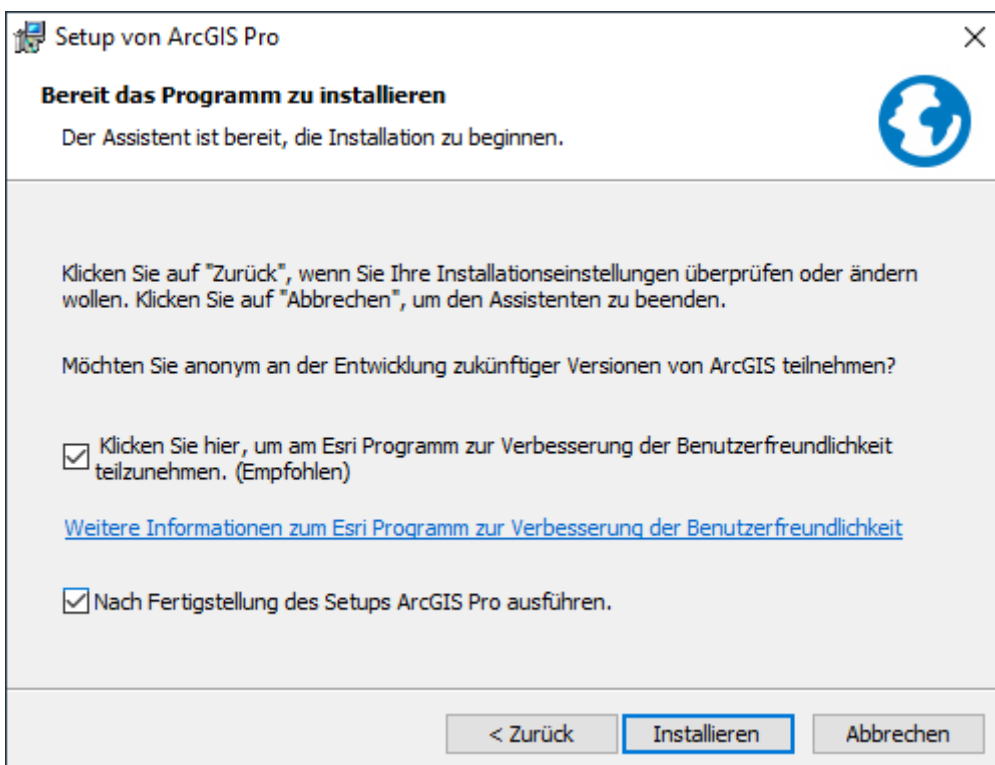 Setup von ArcGIS Pro
Bereit das Programm zu installieren
Der Assistent ist bereit, die Installation zu beginnen.
Klicken Sie auf "Zurück", wenn Sie Ihre Installationseinstellungen überprüfen oder ändern
wollen. Klicken Sie auf "Abbrechen", um den Assistenten zu beenden.
Möchten Sie anonym an der Entwicklung zukünftiger Versionen von ArcGIS teilnehmen?
Klicken Sie hier, um am Esri Programm zur Verbesserung der Benutzerfreundlichkeit
teilzunehmen. (Empfohlen)
Weitere Informationen zum Esri Programm zur Verbesserung der Benutzerfreundlichkeit
Nach Fertigstellung des Setups ArcGIS Pro ausführen.
< Zurück
Installieren
Abbrechen